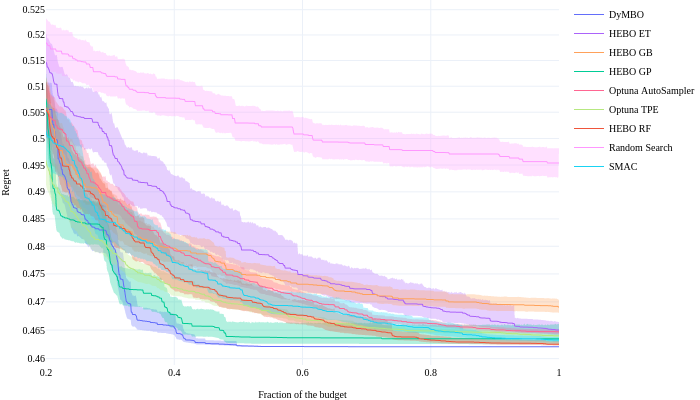 0.525
0.52
0.515
0.51
0.505
0.5
0.495
0.49
0.485
0.48
0.475
0.47
0.465
0.46
Regret
0.2
0.4
0.6
0.8
1
Fraction of the budget
DyMBO
HEBO ET
HEBO GB
HEBO GP
Optuna AutoSampler
Optuna TPE
HEBO RF
Random Search
SMAC